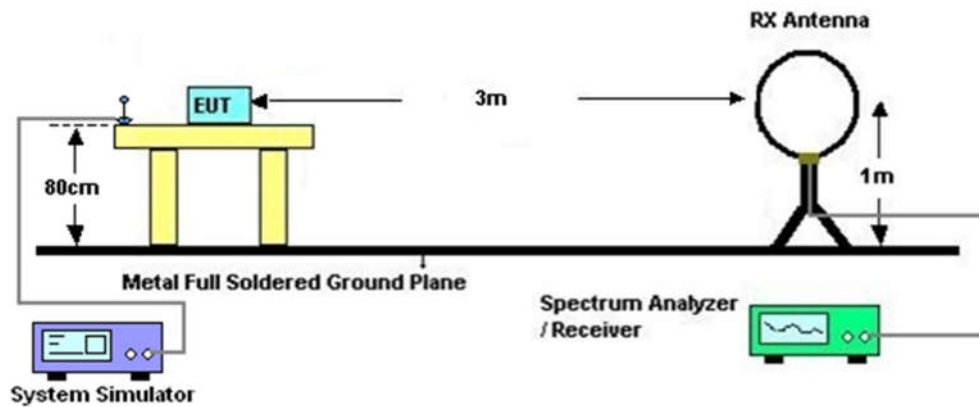 RX Antenna
EUT
3m
80cm
1m
Metal Full Soldered Ground Plane
Spectrum Analyzer
/ Receiver
System Simulator